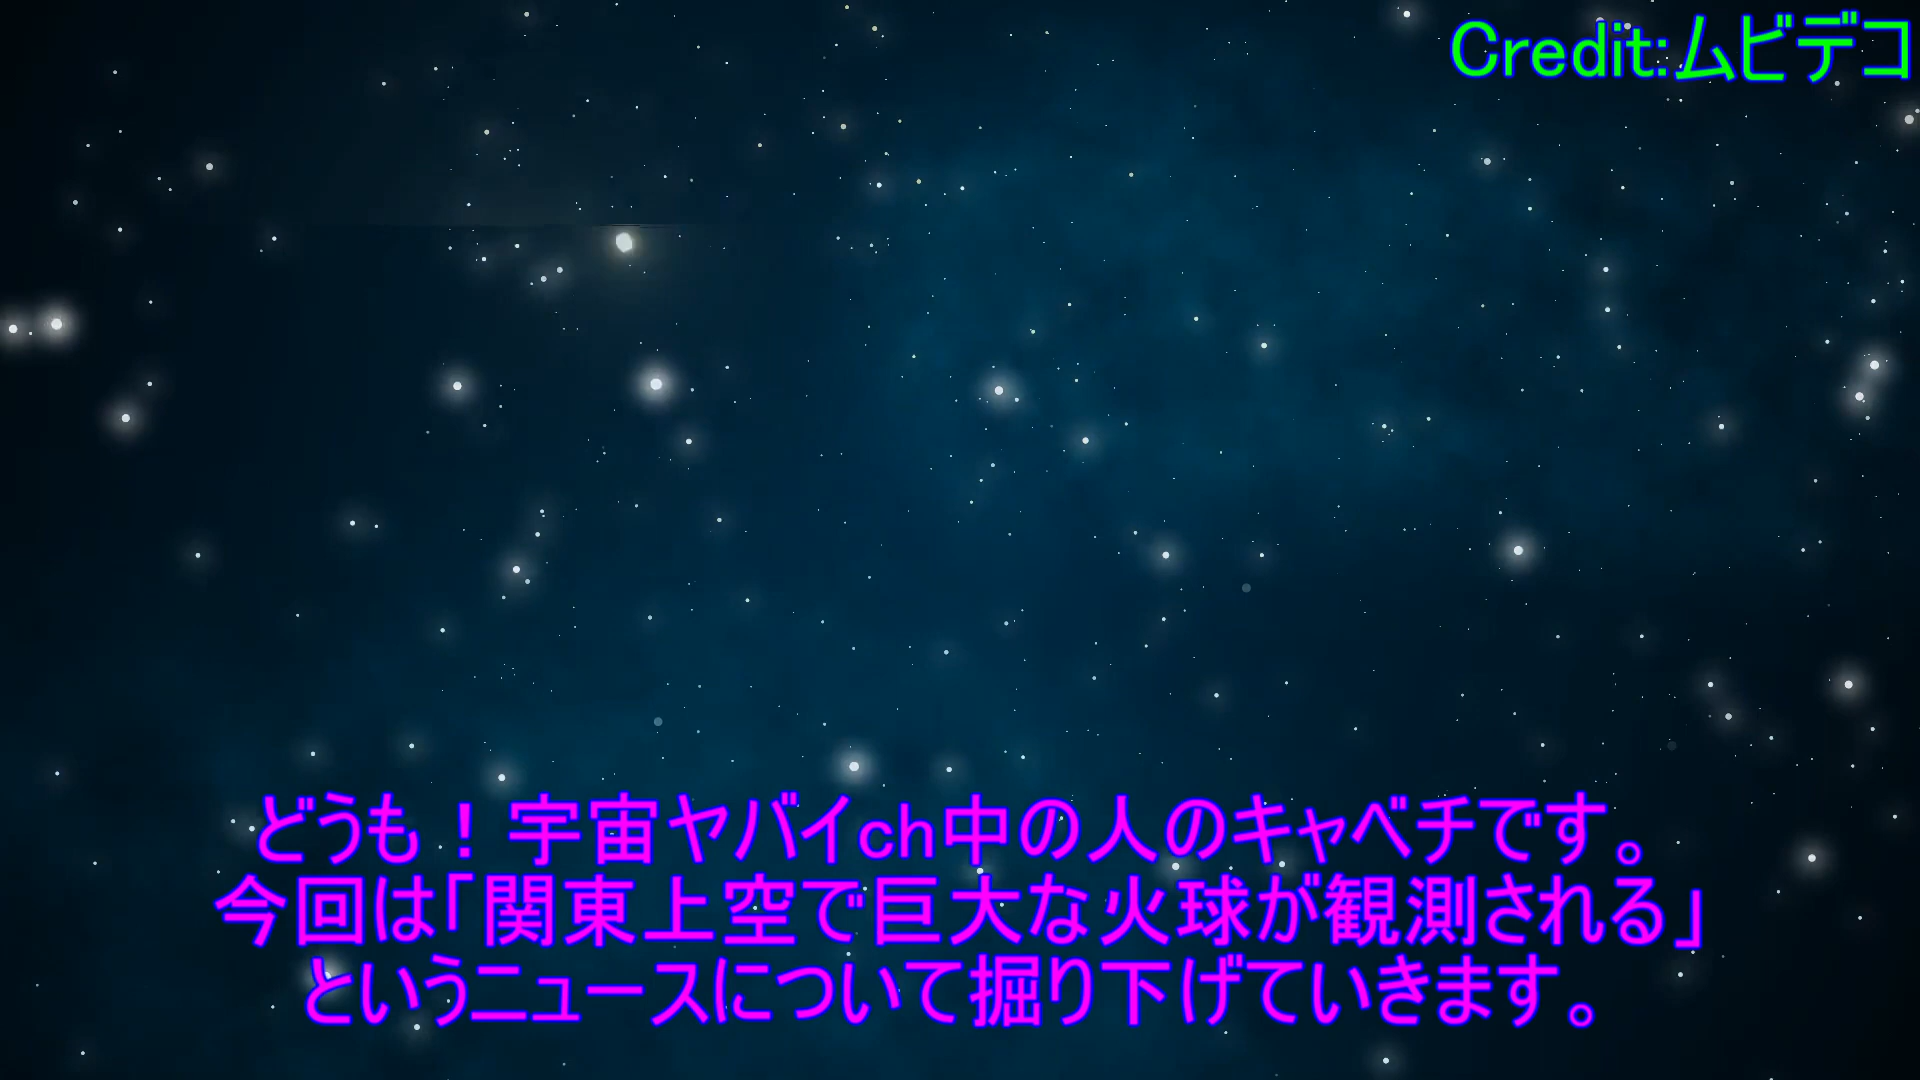 Credit:ムビデコ
どうも！宇宙ヤバイch中の人のキャベチです。
今回は｢関東上空で巨大な火球が観測される｣
というニュースについて掘り下げていきます。